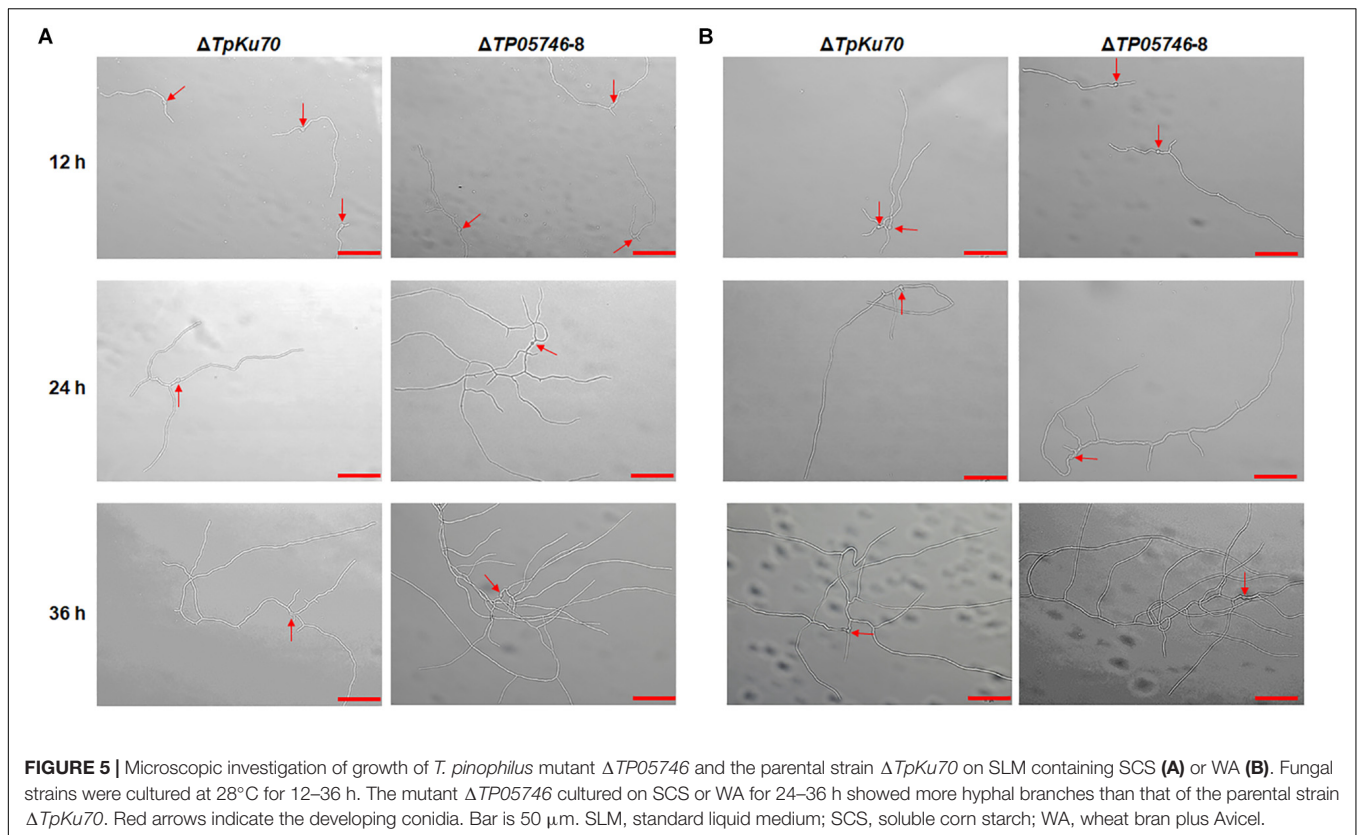 A
B
ΔTpKu70
ΔTP05746-8
ΔTpKu70
ΔTP05746-8
12 h
24 h
36 h
FIGURE 5 | Microscopic investigation of growth of T. pinophilus mutant ΔTP05746 and the parental strain ΔTpKu70 on SLM containing SCS (A) or WA (B). Fungal
strains were cultured at 28°C for 12–36 h. The mutant ΔTP05746 cultured on SCS or WA for 24–36 h showed more hyphal branches than that of the parental strain
ΔTpKu70. Red arrows indicate the developing conidia. Bar is 50 μm. SLM, standard liquid medium; SCS, soluble corn starch; WA, wheat bran plus Avicel.